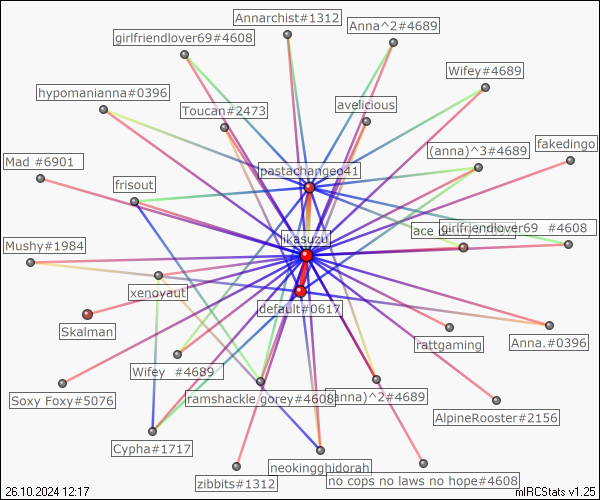 Annarchist#1312
Anna^2#4689
girlfriendlover69#4608
Wifey#4689
hypomanianna#0396
avelicious
Toucan#2473
fakedingo
(anna)^3#4689
Mad #6901
pastachangeo41
frisout
ace
girlfriendlover69 #4608
ikasuzu
Mushy#1984
xenoyaut
default#0617
Skalman
rattgaming
Anna.#0396
Wifey #4689
Soxy Foxy#5076
ramshackle gorey#4608
(anna)^2#4689
AlpineRooster#2156
Cypha#1717
neokingghidorah
zibbits#1312
no cops no laws no hope#4608
26.10.2024 12:17
mIRCStats v1.25